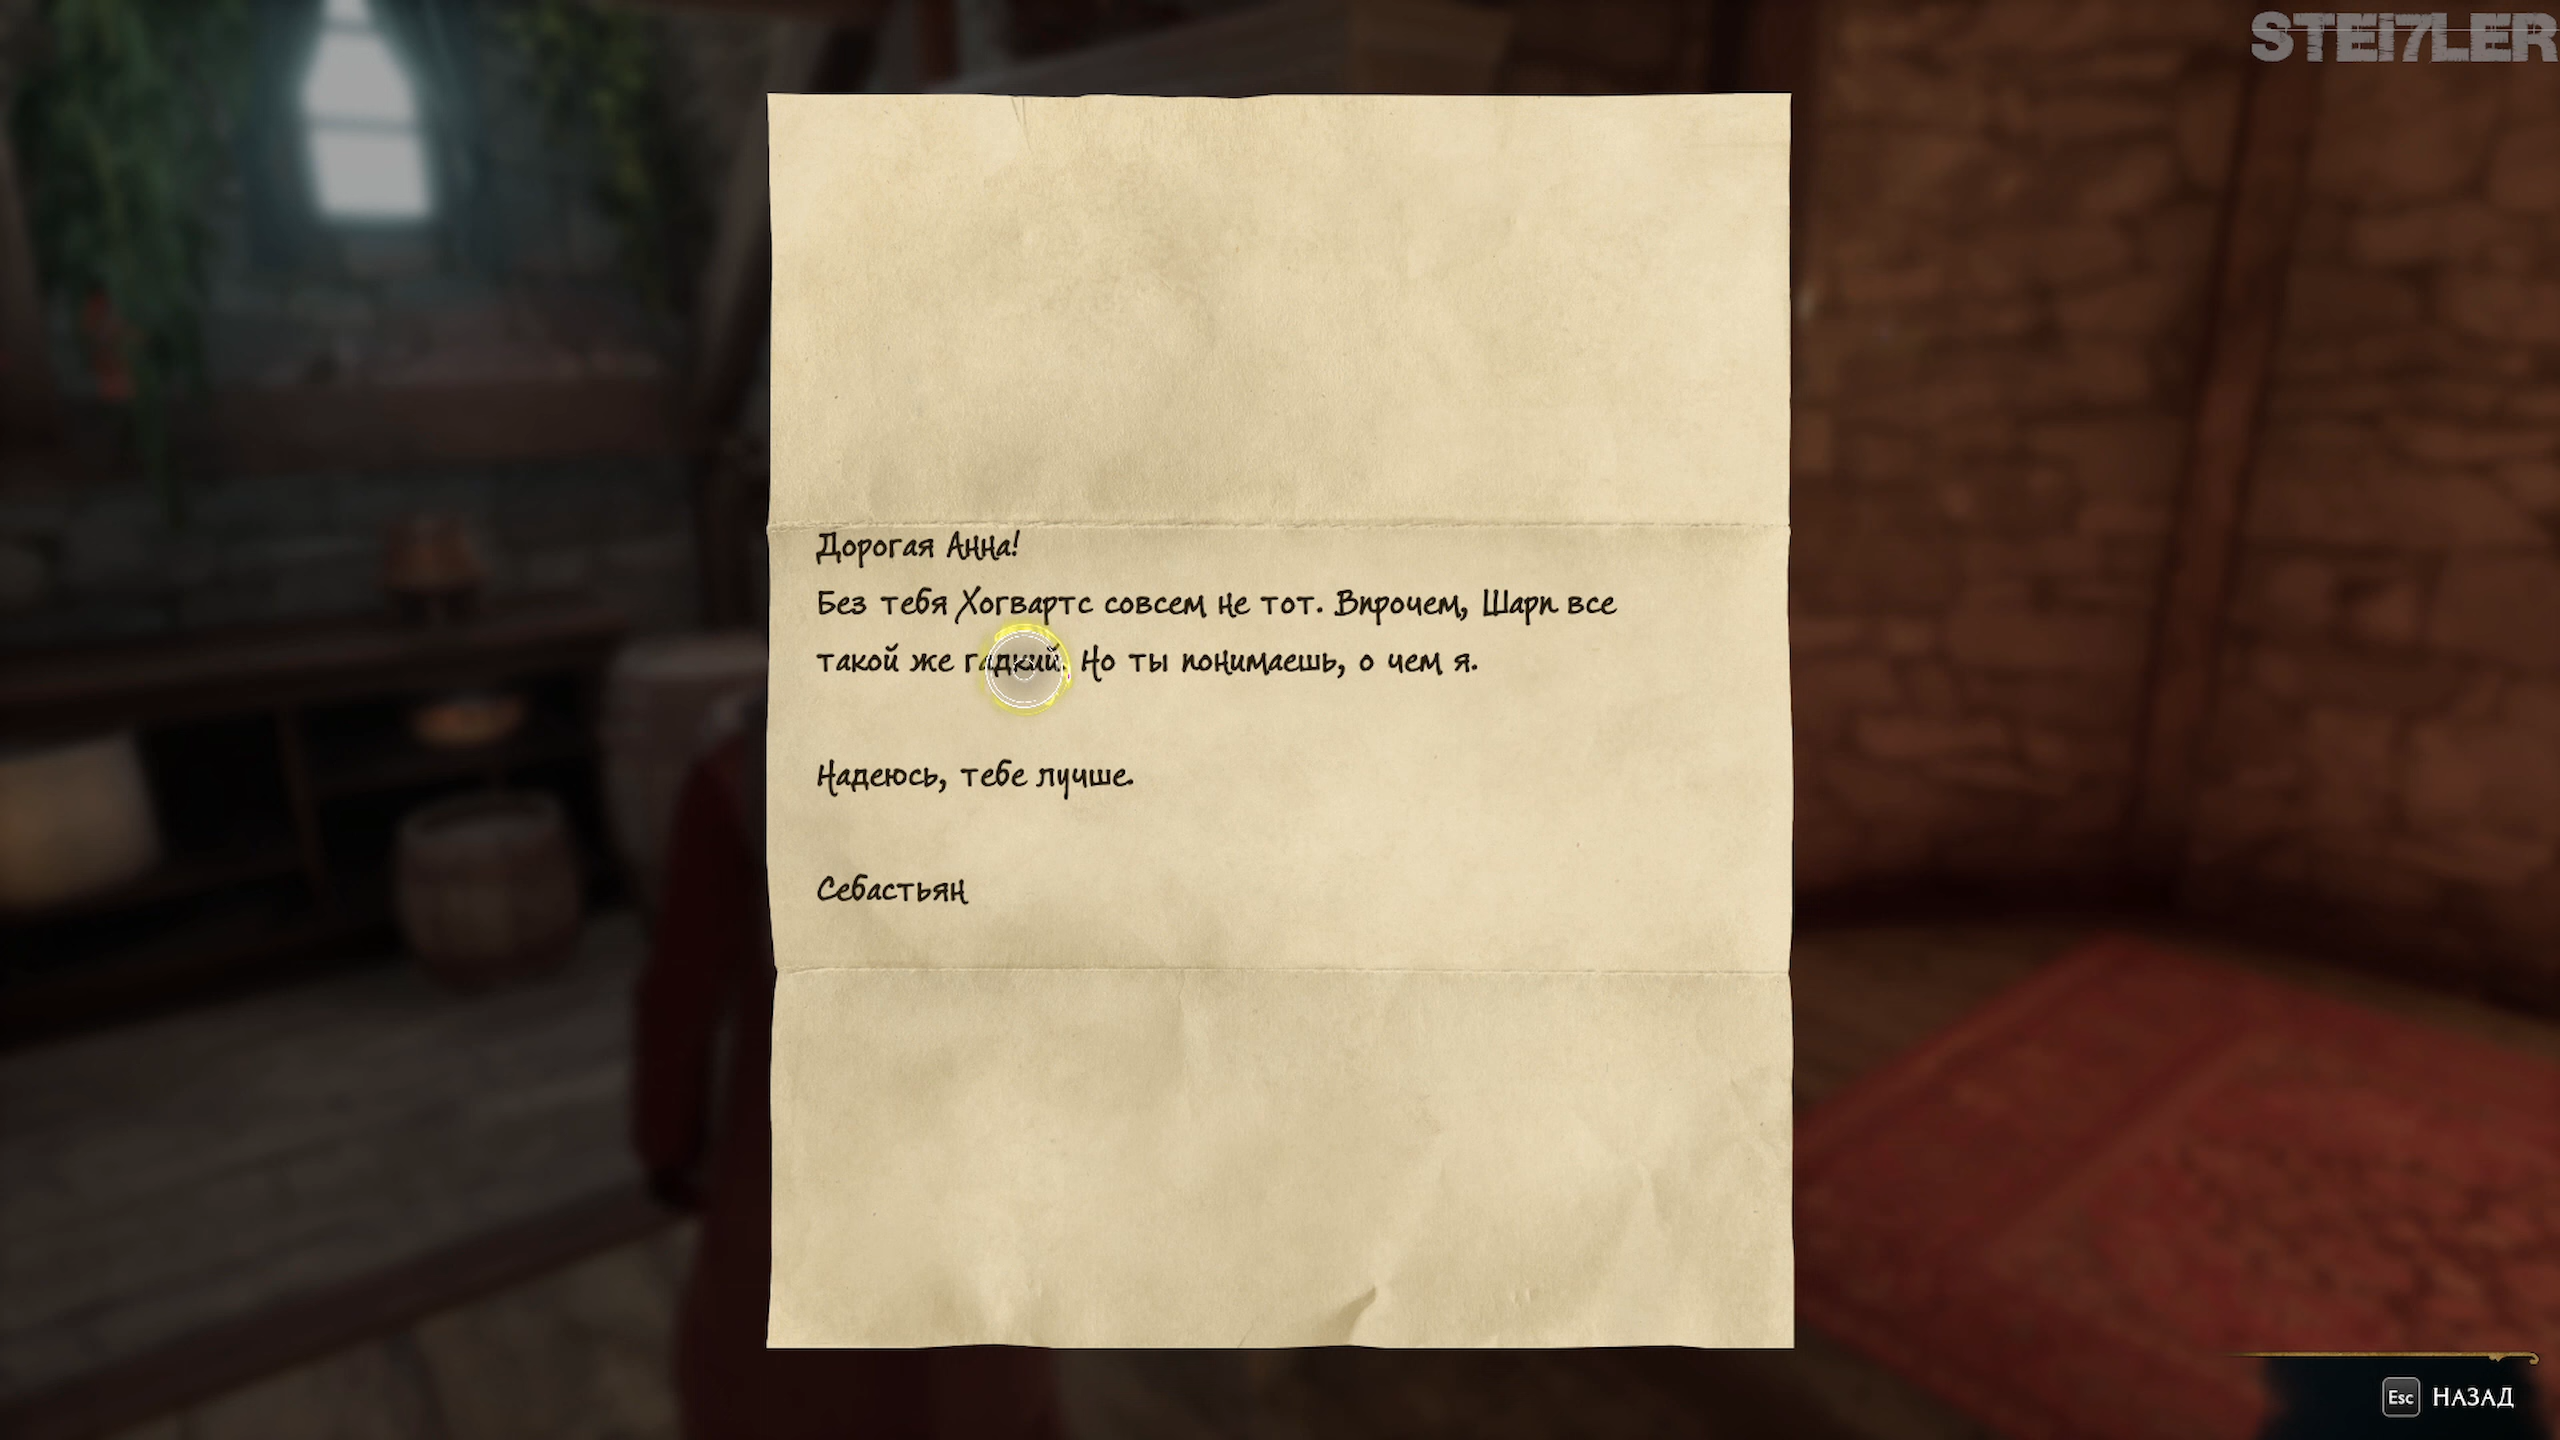 STEI7LER
Дорогая Анна!
Без тебя Хогвартс совсем не тот. Впрочем, Шарп все
такой же гадкий. Но ты понимаешь, о чем я.
Надеюсь, тебе лучше.
Себастьян
Esc НАЗАД